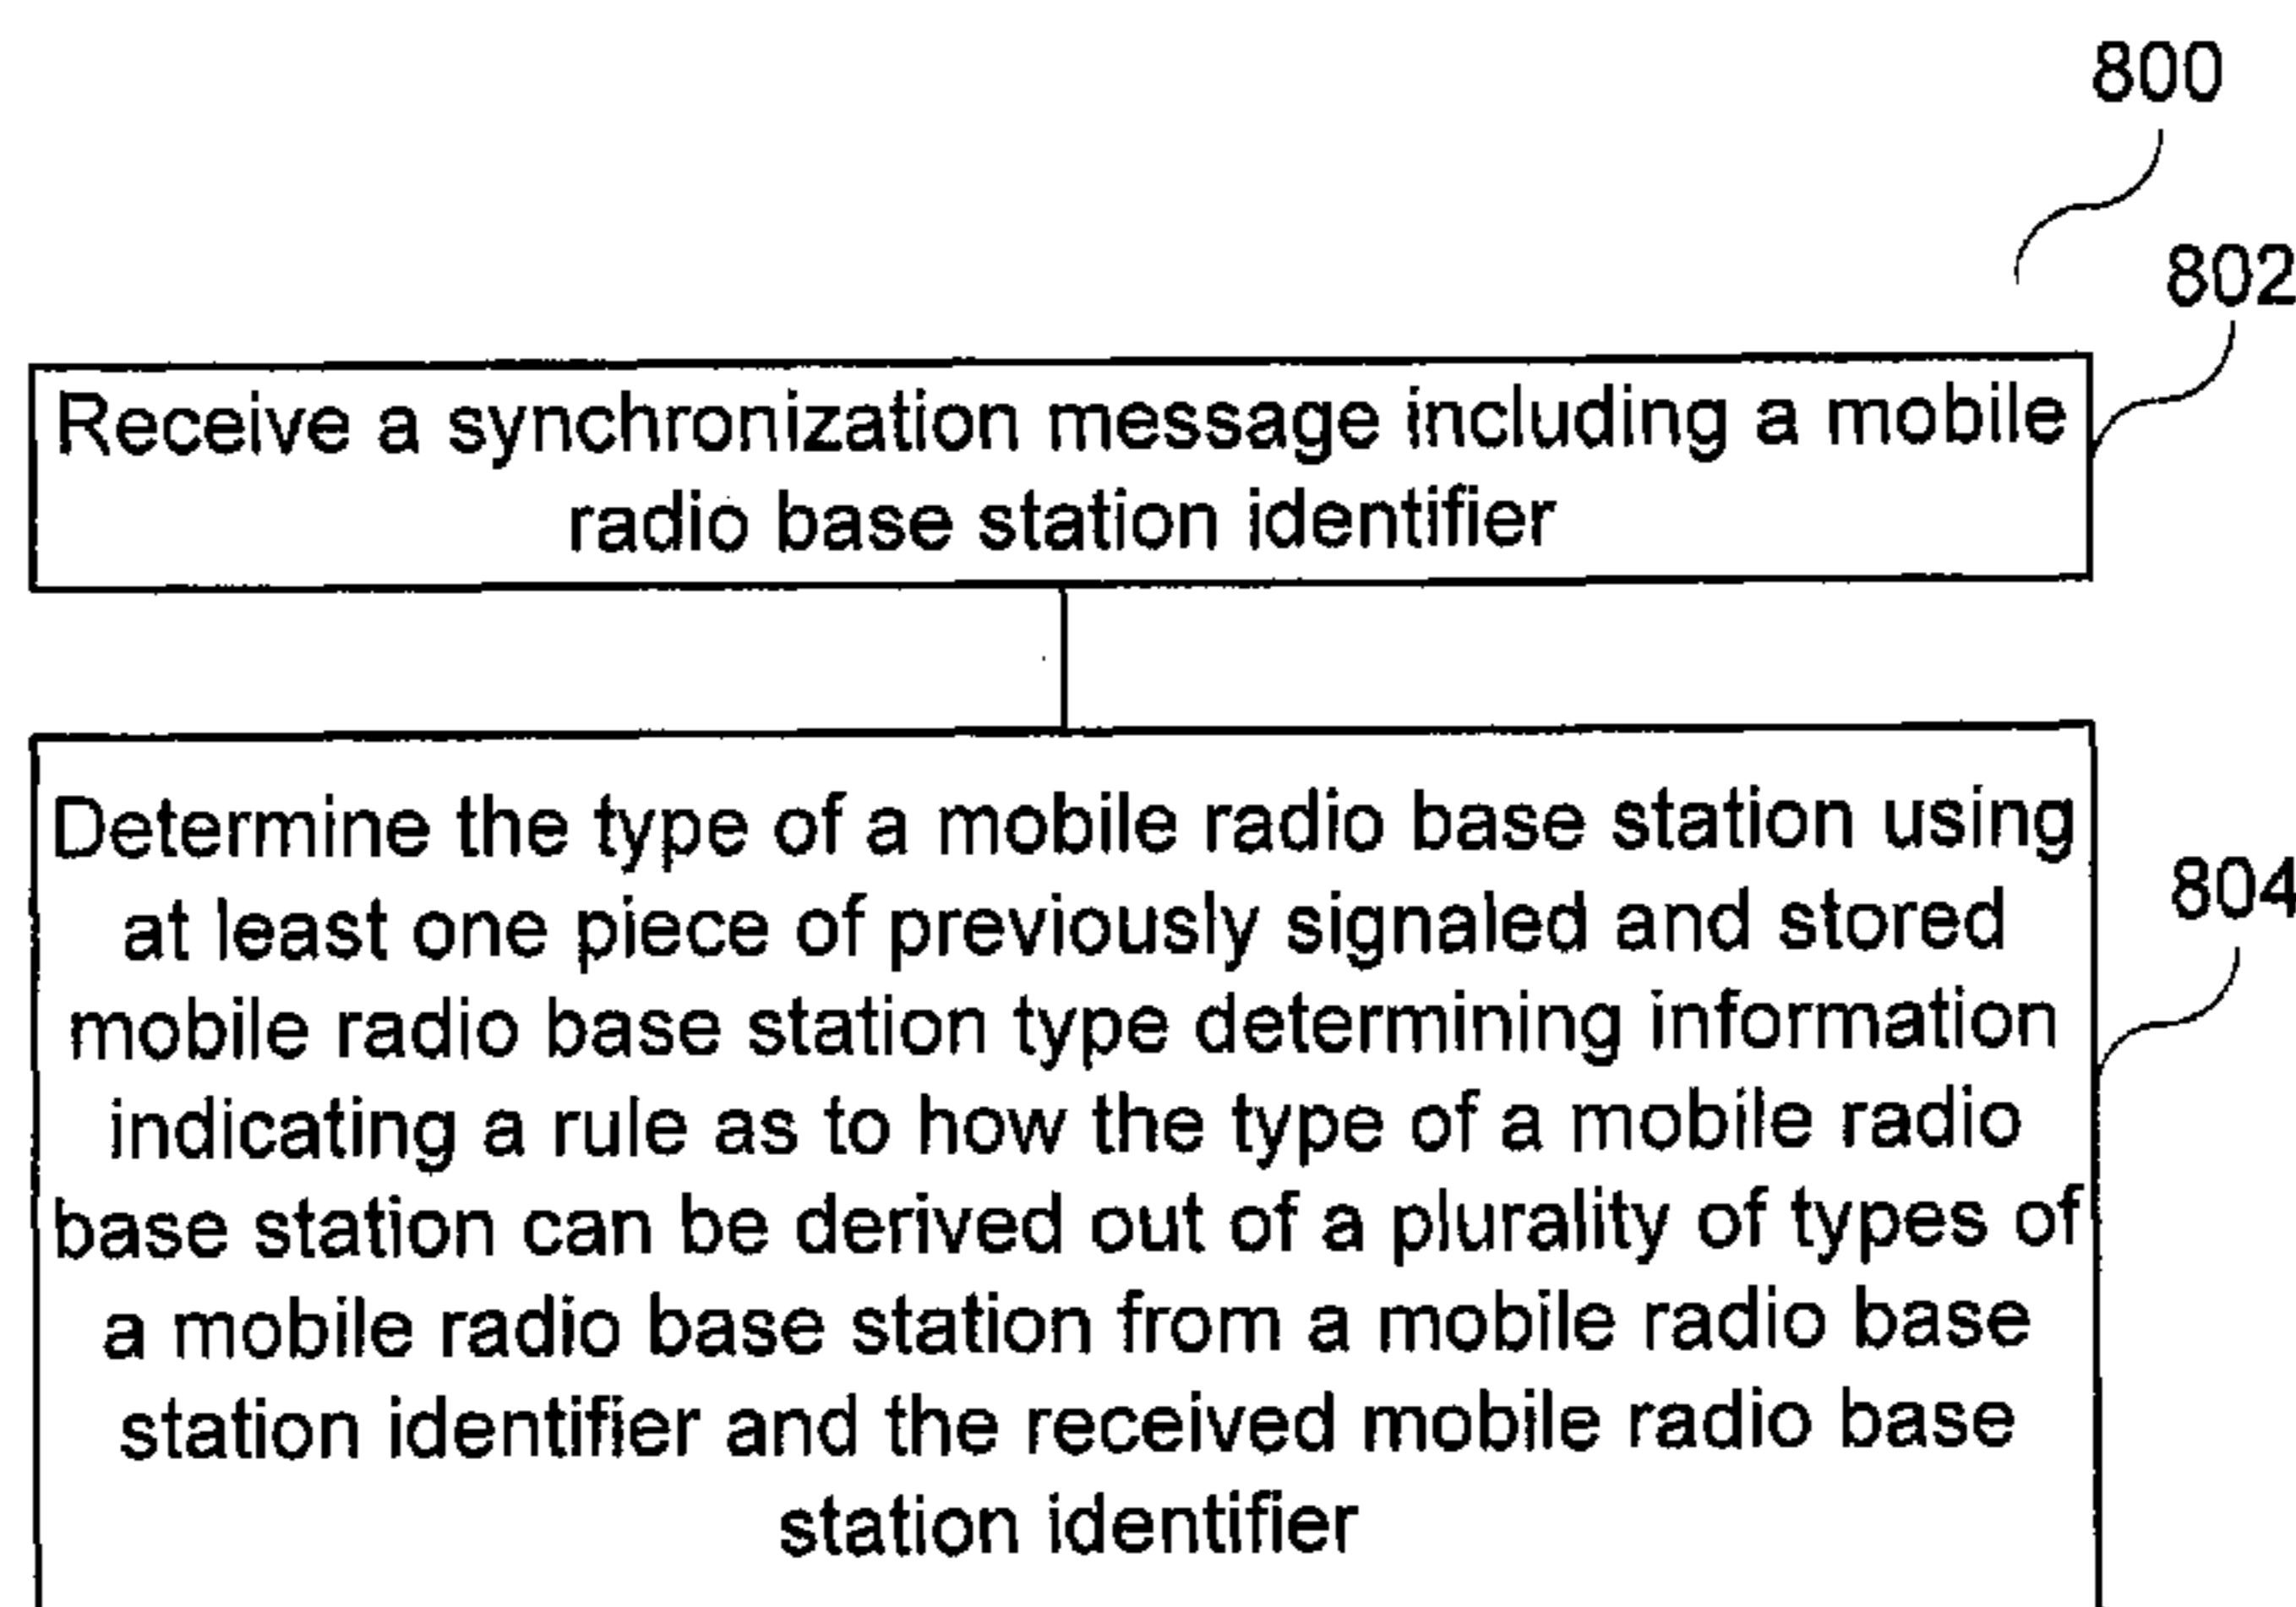 800
802
Receive a synchronization message including a mobile
radio base station identifier
804
Determine the type of a mobile radio base station using
at least one piece of previously signaled and stored
mobile radio base station type determining information
indicating a rule as to how the type of a mobile radio
base station can be derived out of a plurality of types of
a mobile radio base station from a mobile radio base
station identifier and the received mobile radio base
station identifier